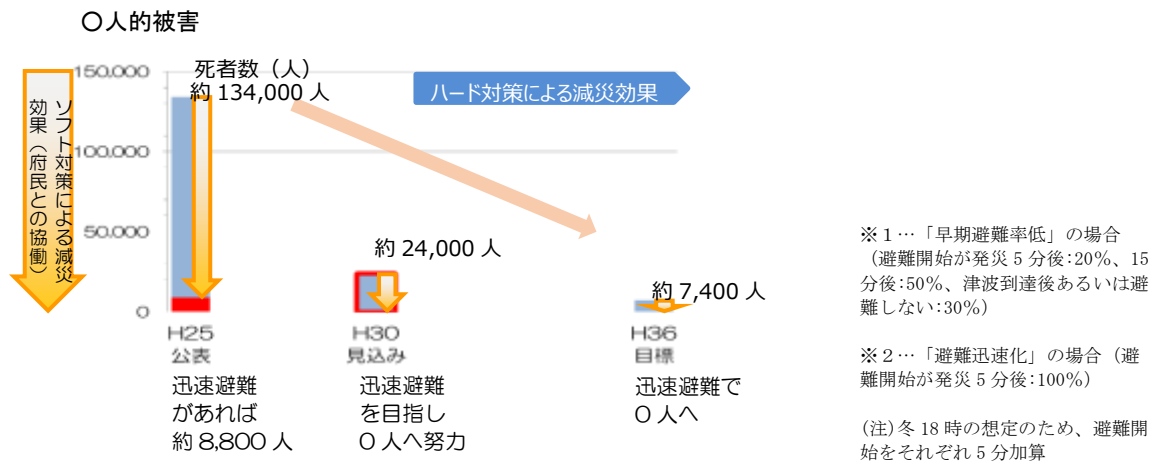 〇人的被害
ソフト対策による減災
効果（府民との協働）
150,000
100,000
50,000
0
死者数（人）
約 134,000 人
ハード対策による減災効果
約 24,000 人
約 7,400 人
H25
公表
H30
見込み
H36
目標
迅速避難
があれば
約 8,800 人
迅速避難
を目指し
０人へ努力
迅速避難で
０人へ
※１…「早期避難率低」の場合
（避難開始が発災 5 分後:20%、15
分後:50%、津波到達後あるいは避
難しない:30%）
※２…「避難迅速化」の場合（避
難開始が発災 5 分後:100%）
(注)冬 18 時の想定のため、避難開
始をそれぞれ 5 分加算